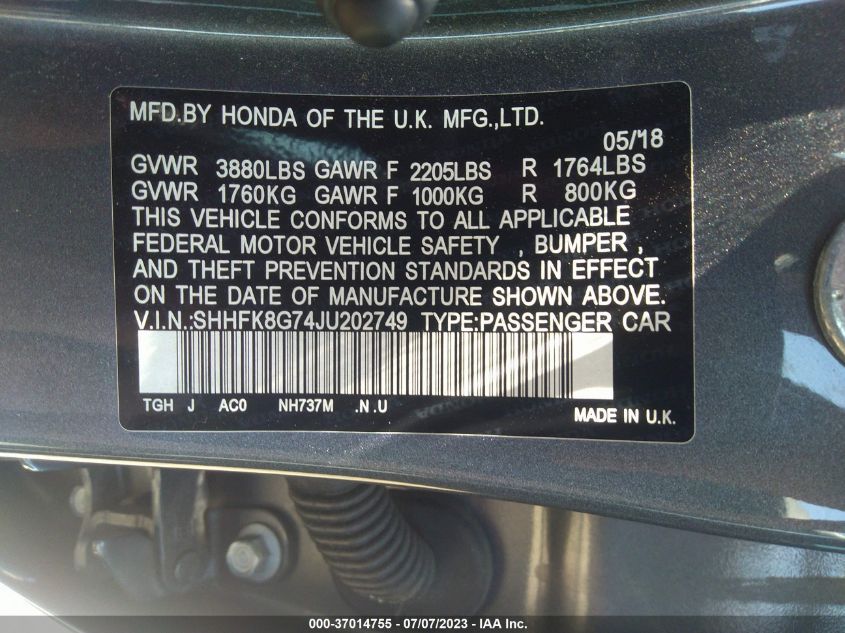 MFD.BY HONDA OF THE U.K. MFG.,LTD.
05/18
GVWR 3880LBS GAWR F 2205LBS R 1764LBS
GVWR 1760KG GAWR F 1000KG R 800KG
THIS VEHICLE CONFORMS TO ALL APPLICABLE
FEDERAL MOTOR VEHICLE SAFETY , BUMPER ,
AND THEFT PREVENTION STANDARDS IN EFFECT
ON THE DATE OF MANUFACTURE SHOWN ABOVE.
V.I.N.:SHHFK8G74JU202749 TYPE:PASSENGER CAR
TGH J AC0 NH737M .N .U
MADE IN U.K.
000-37014755 - 07/07/2023 - IAA Inc.